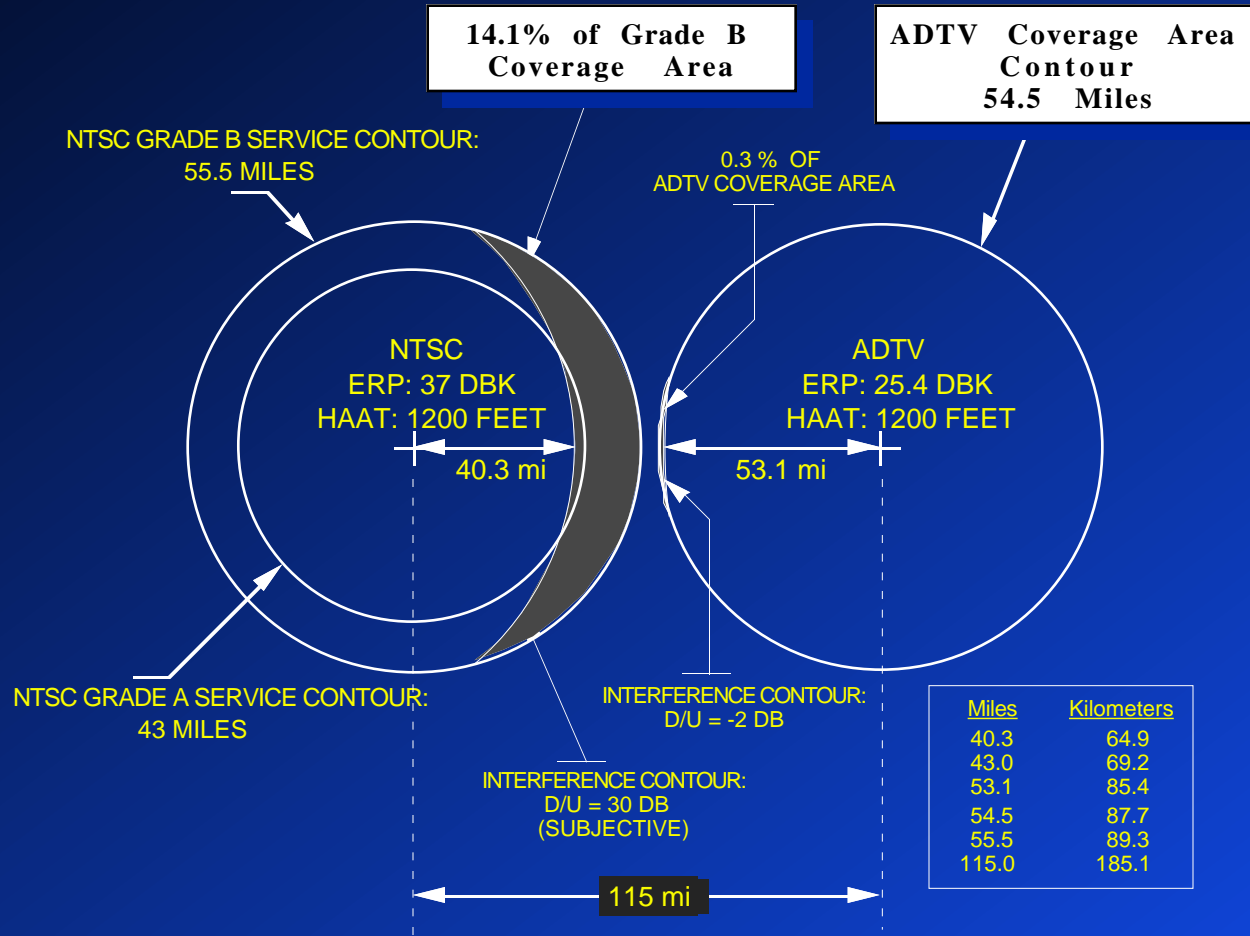 14.1% of Grade B
Coverage Area
ADTV Coverage Area
Contour
54.5 Miles
NTSC GRADE B SERVICE CONTOUR:
55.5 MILES
0.3 % OF
ADTV COVERAGE AREA
NTSC
ERP: 37 DBK
HAAT: 1200 FEET
40.3 mi
ADTV
ERP: 25.4 DBK
HAAT: 1200 FEET
53.1 mi
NTSC GRADE A SERVICE CONTOUR:
43 MILES
INTERFERENCE CONTOUR:
D/U = -2 DB
INTERFERENCE CONTOUR:
D/U = 30 DB
(SUBJECTIVE)
Miles Kilometers
40.3 64.9
43.0 69.2
53.1 85.4
54.5 87.7
55.5 89.3
115.0 185.1
115 mi